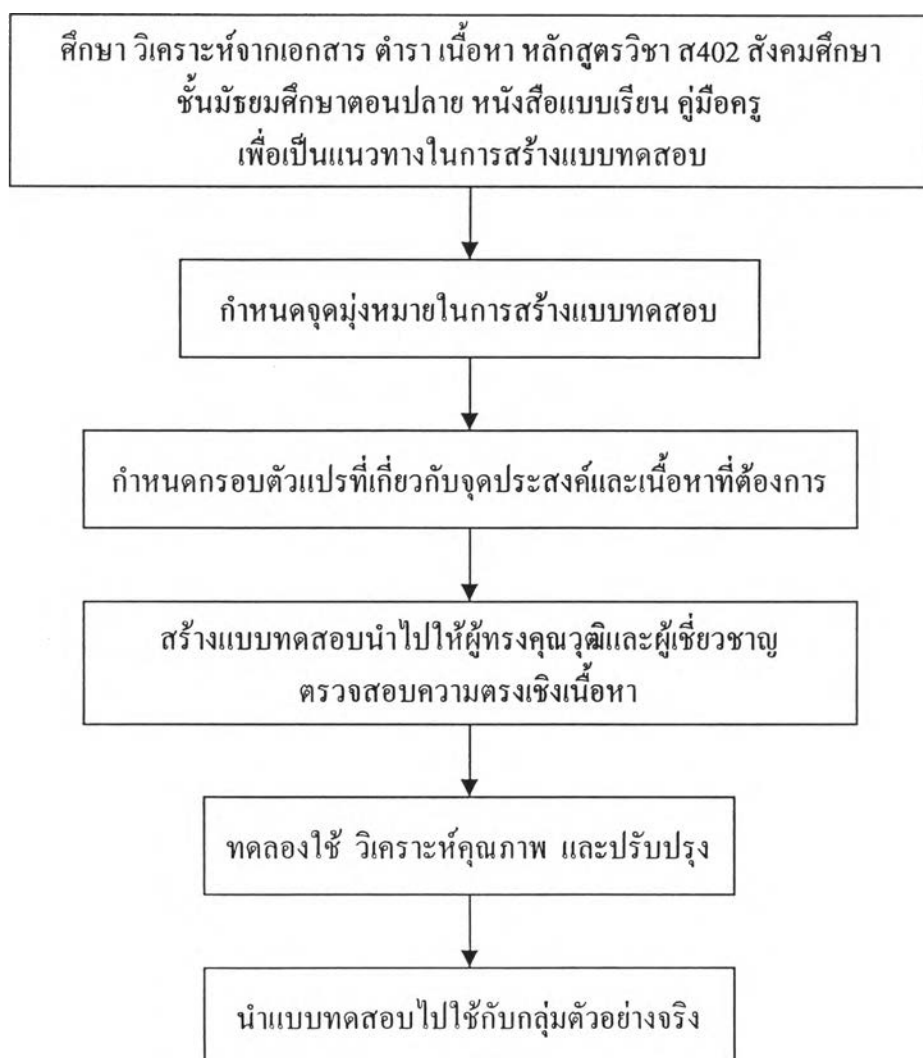 ศึกษา วิเคราะห์จากเอกสาร ตำรา เนื้อหา หลักสูตรวิชา ส402 สังคมศึกษา
ชั้นมัธยมศึกษาตอนปลาย หนังสือแบบเรียน คู่มือครู
เพื่อเป็นแนวทางในการสร้างแบบทดสอบ
กำหนดจุดมุ่งหมายในการสร้างแบบทดสอบ
กำหนดกรอบตัวแปรที่เกี่ยวกับจุดประสงค์และเนื้อหาที่ต้องการ
สร้างแบบทดสอบนำไปให้ผู้ทรงคุณวุฒิและผู้เชี่ยวชาญ
ตรวจสอบความตรงเชิงเนื้อหา
ทดลองใช้ วิเคราะห์คุณภาพ และปรับปรุง
นำแบบทดสอบไปใช้กับกลุ่มตัวอย่างจริง